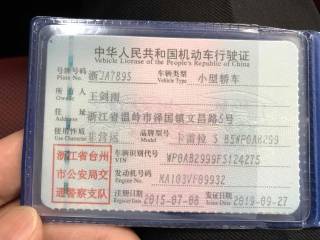 中华人民共和国机动车行驶证
Vehicle License of the People's Republic of China
号牌号码 浙JA7895 车辆类型 小型轿车
Plate No. Vehicle Type
所有人 王剑雨
Owner
住址 浙江省温岭市泽国镇文昌路5号
Address
使用性质 非营运 品牌型号
Use Character Model
浙江省台州 车辆识别代号 WP0AB2999FS124275
VIN
市公安局交 发动机号码 MA103VF09932
Engine No.
通警察支队 注册日期 2015-07-08 发证日期 2019-09-27
Register Date Issue Date